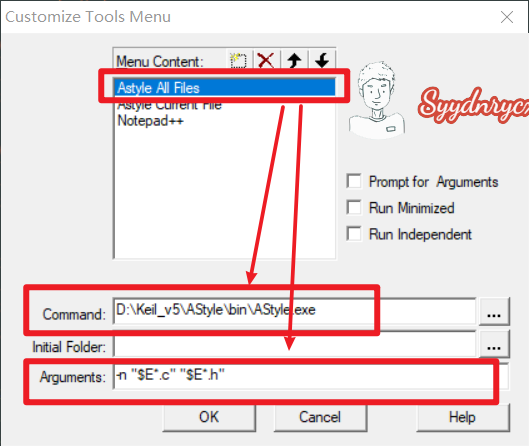 Customize Tools Menu
Menu Content:
Astyle All Files
Astyle Current File
Notepad++
Syydnrycx
Prompt for Arguments
Run Minimized
Run Independent
Command: D:\Keil_v5\AStyle\bin\AStyle.exe ...
Initial Folder: ...
Arguments: -n "$E*.c" "$E*.h"
OK Cancel Help